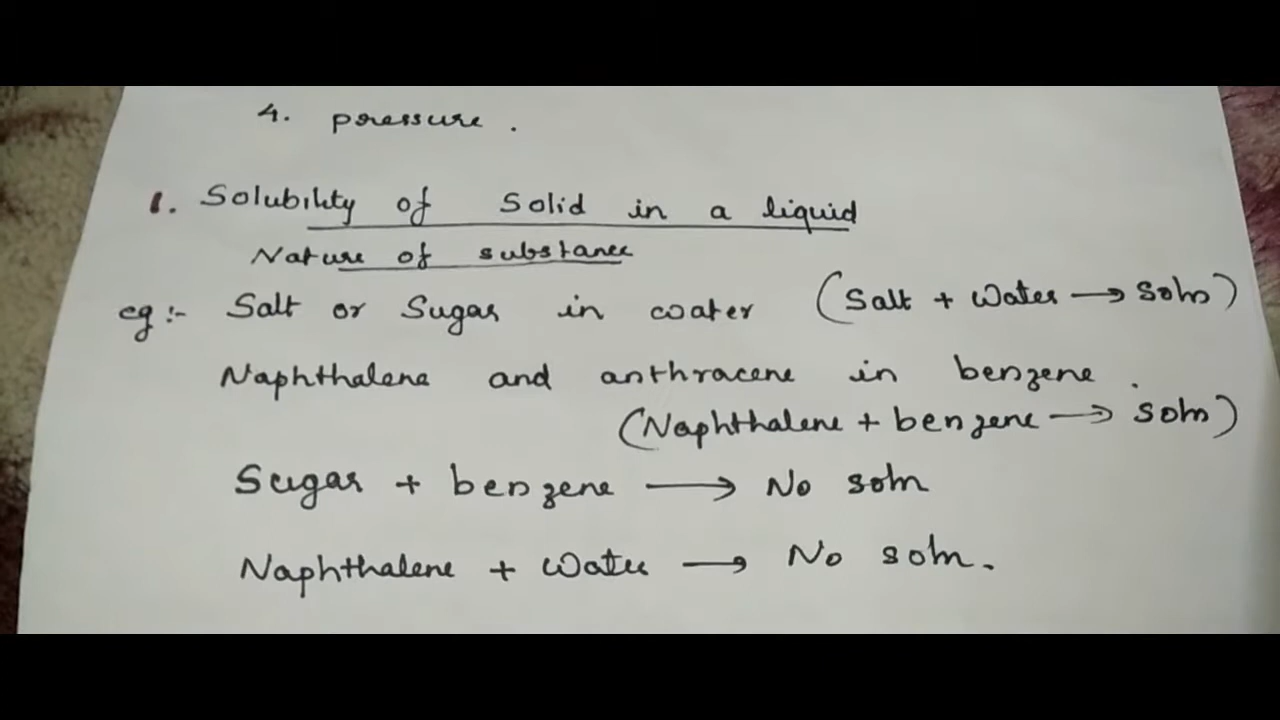 4. pressure.
1. Solubility of Solid in a liquid
Nature of substance
eg:- Salt or Sugar in water (Salt + Water → soln)
Naphthalene and anthracene in benzene.
(Naphthalene + benzene → soln)
Sugar + benzene → No soln
Naphthalene + Water → No soln.